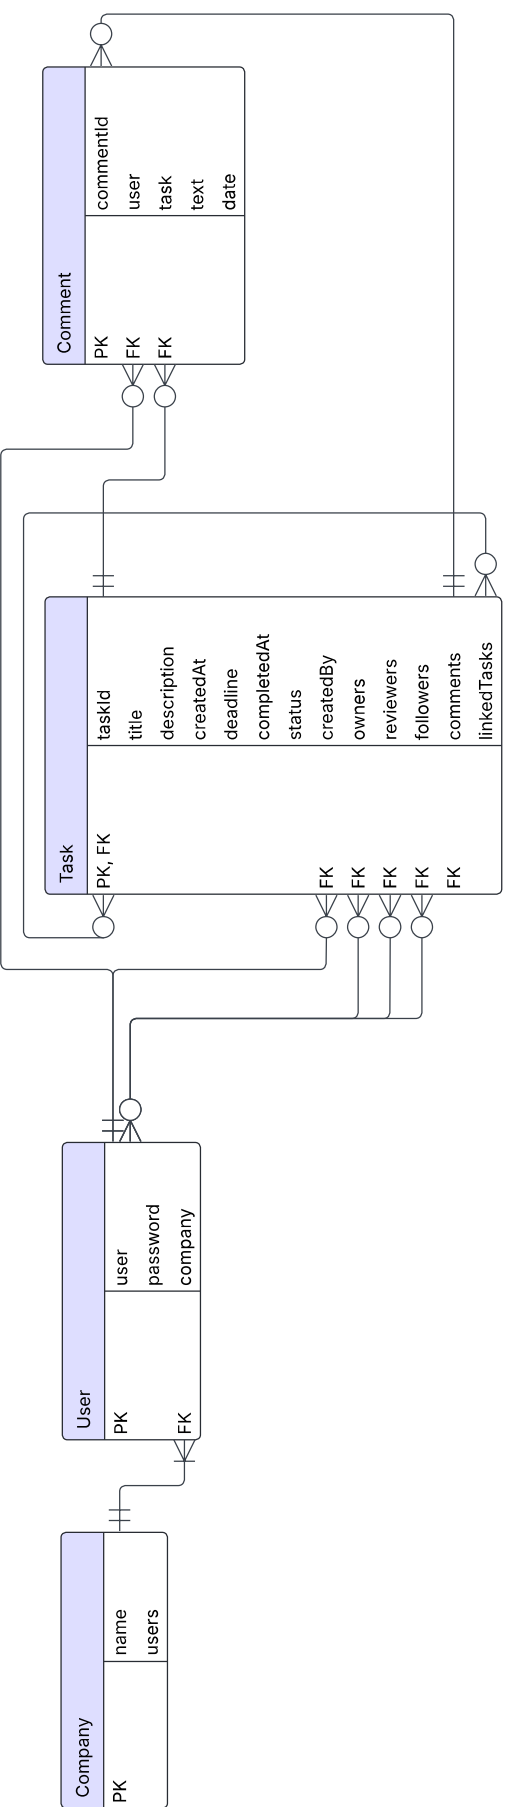 Company
PK name
users
User
PK user
password
FK company
Task
PK, FK taskId
title
description
createdAt
deadline
completedAt
status
FK createdBy
FK owners
FK reviewers
FK followers
FK comments
linkedTasks
Comment
PK commentId
FK user
FK task
text
date